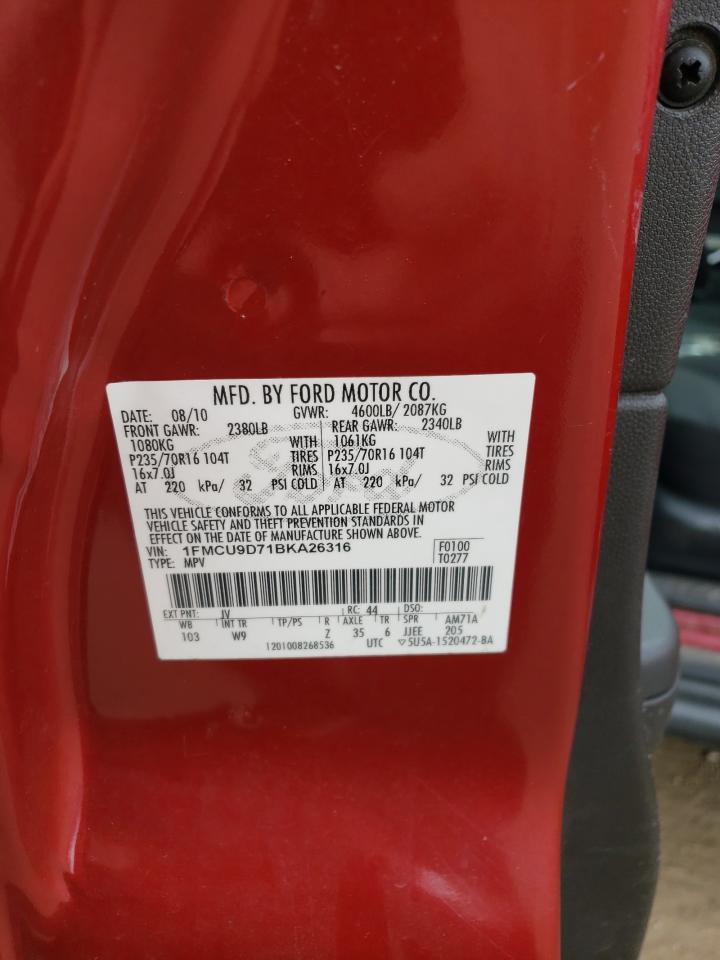 MFD. BY FORD MOTOR CO.
DATE: 08/10 GVWR: 4600LB/ 2087KG
FRONT GAWR: 2380LB REAR GAWR: 2340LB
1080KG WITH 1061KG WITH
P235/70R16 104T TIRES P235/70R16 104T TIRES
16x7.0J RIMS 16x7.0J RIMS
AT 220 kPa/ 32 PSI COLD AT 220 kPa/ 32 PSI COLD
Ford
THIS VEHICLE CONFORMS TO ALL APPLICABLE FEDERAL MOTOR
VEHICLE SAFETY AND THEFT PREVENTION STANDARDS IN
EFFECT ON THE DATE OF MANUFACTURE SHOWN ABOVE.
VIN: 1FMCU9D71BKA26316 F0100
TYPE: MPV T0277
EXT PNT: JV RC: 44 DSO:
WB INT TR TP/PS R AXLE TR SPR AM71A
103 W9 Z 35 6 JJEE 205
1201008268536 UTC ▽5U5A-1520472-BA